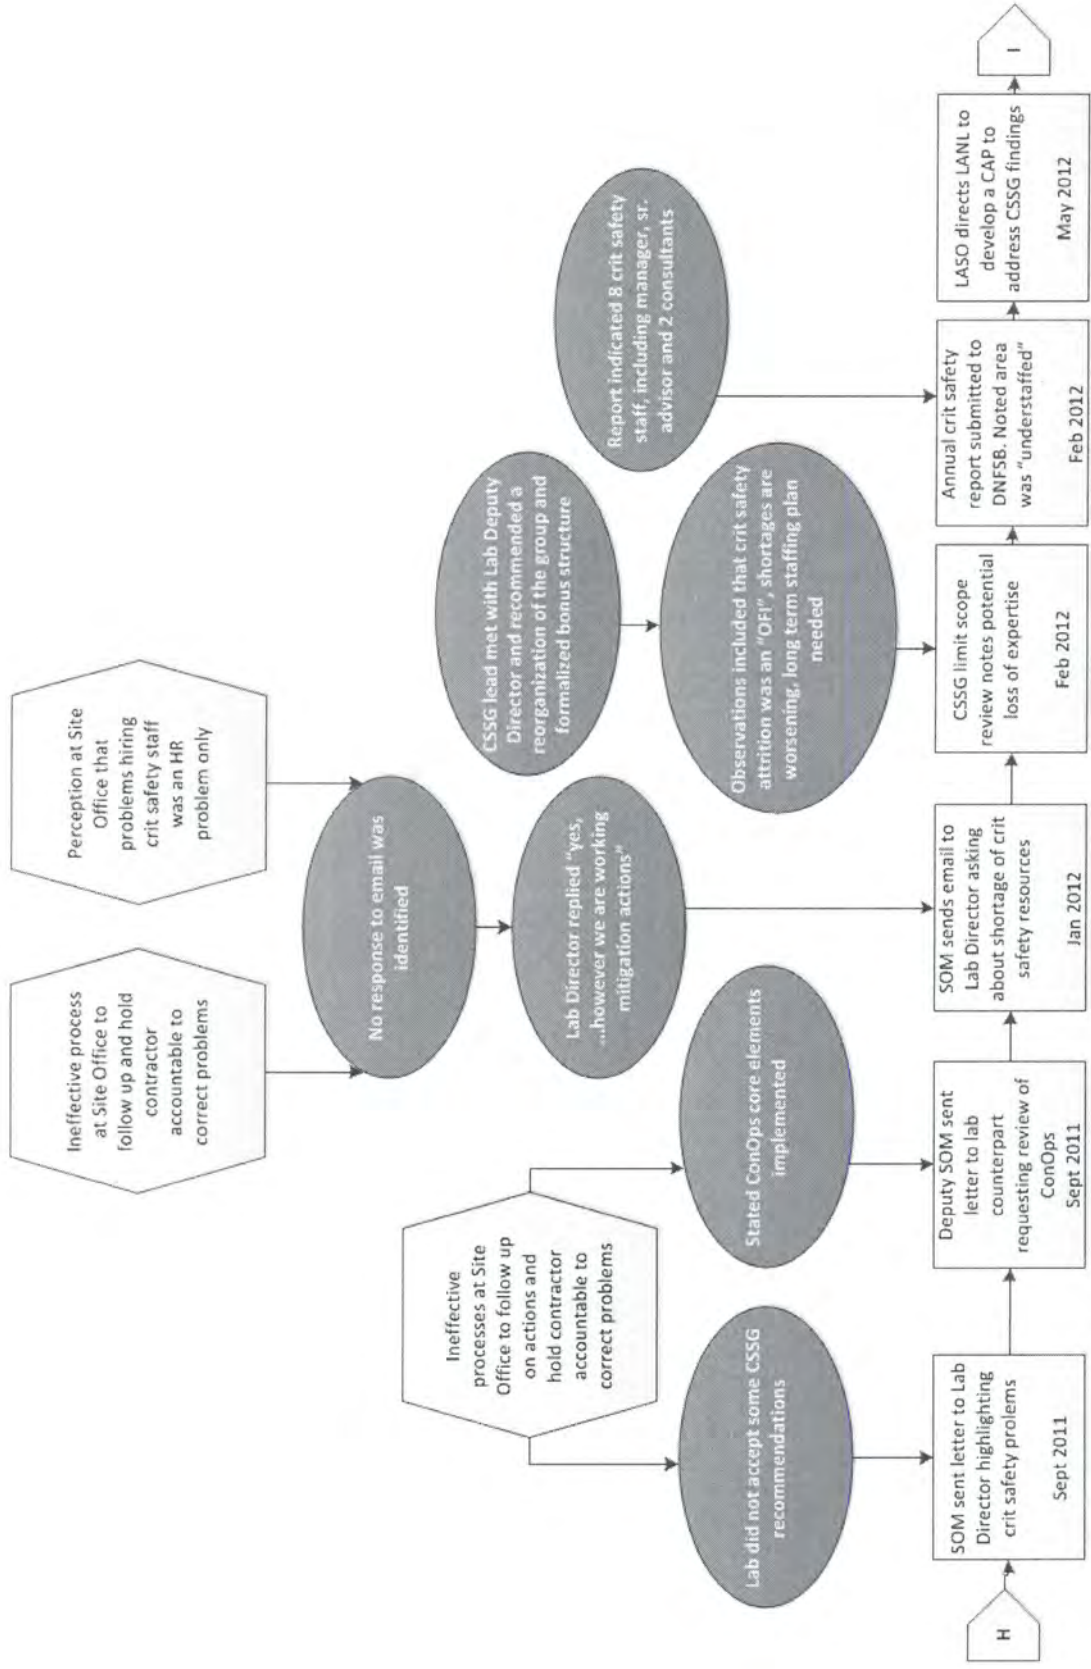 Ineffective process
at Site Office to
follow up and hold
contractor
accountable to
correct problems
Perception at Site
Office that
problems hiring
crit safety staff
was an HR
problem only
No response to email was
identified
Ineffective
processes at Site
Office to follow up
on actions and
hold contractor
accountable to
correct problems
Lab Director replied "yes,
...however we are working
mitigation actions"
CSSG lead met with Lab Deputy
Director and recommended a
reorganization of the group and
formalized bonus structure
Report indicated 8 crit safety
staff, including manager, sr.
advisor and 2 consultants
Lab did not accept some CSSG
recommendations
Stated ConOps core elements
implemented
Observations included that crit safety
attrition was an "OFI", shortages are
worsening, long term staffing plan
needed
H
SOM sent letter to Lab
Director highlighting
crit safety prolems
Sept 2011
Deputy SOM sent
letter to lab
counterpart
requesting review of
ConOps
Sept 2011
SOM sends email to
Lab Director asking
about shortage of crit
safety resources
Jan 2012
CSSG limit scope
review notes potential
loss of expertise
Feb 2012
Annual crit safety
report submitted to
DNFSB. Noted area
was "understaffed"
Feb 2012
LASO directs LANL to
develop a CAP to
address CSSG findings
May 2012
I